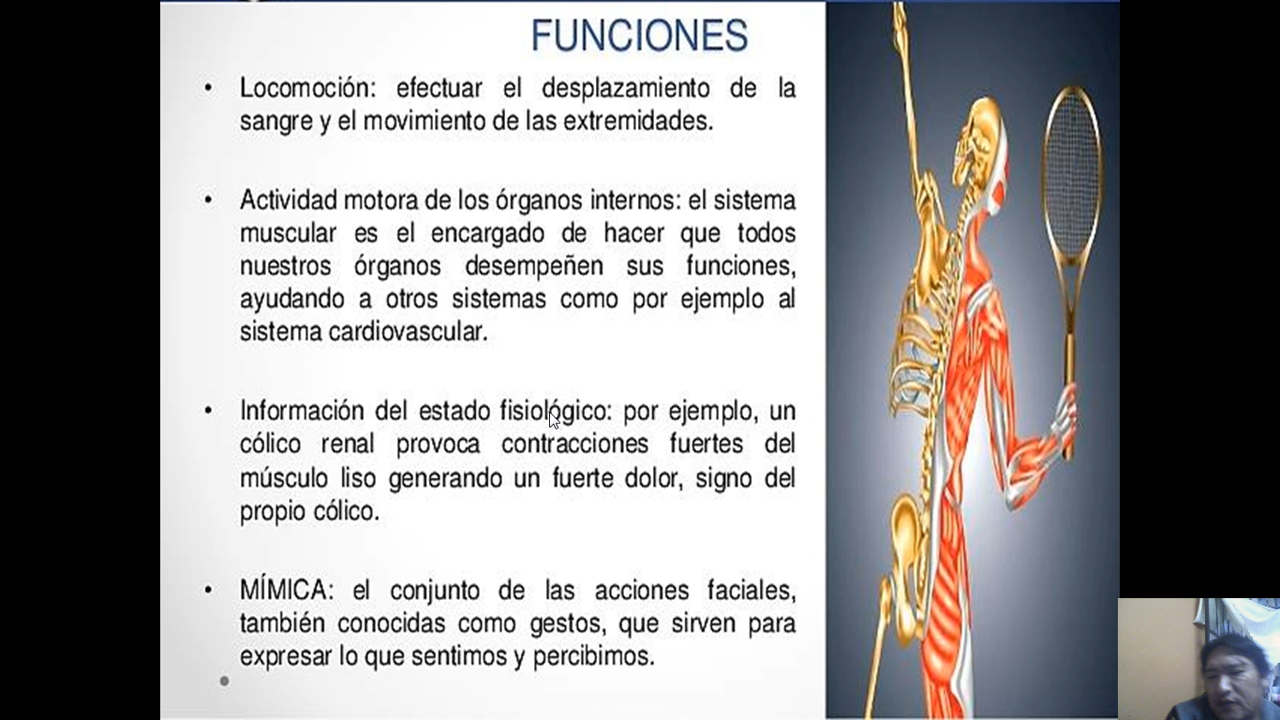 FUNCIONES
• Locomoción: efectuar el desplazamiento de la
sangre y el movimiento de las extremidades.
• Actividad motora de los órganos internos: el sistema
muscular es el encargado de hacer que todos
nuestros órganos desempeñen sus funciones,
ayudando a otros sistemas como por ejemplo al
sistema cardiovascular.
• Información del estado fisiológico: por ejemplo, un
cólico renal provoca contracciones fuertes del
músculo liso generando un fuerte dolor, signo del
propio cólico.
• MÍMICA: el conjunto de las acciones faciales,
también conocidas como gestos, que sirven para
expresar lo que sentimos y percibimos.